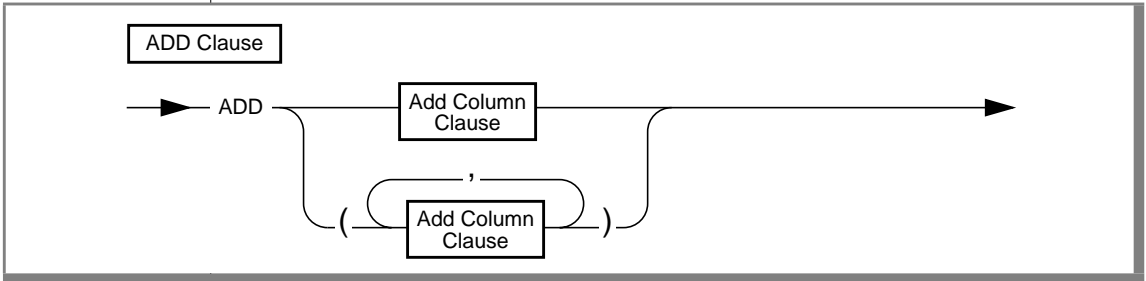 ADD Clause
ADD
Add Column
Clause
,
(
Add Column
Clause
)